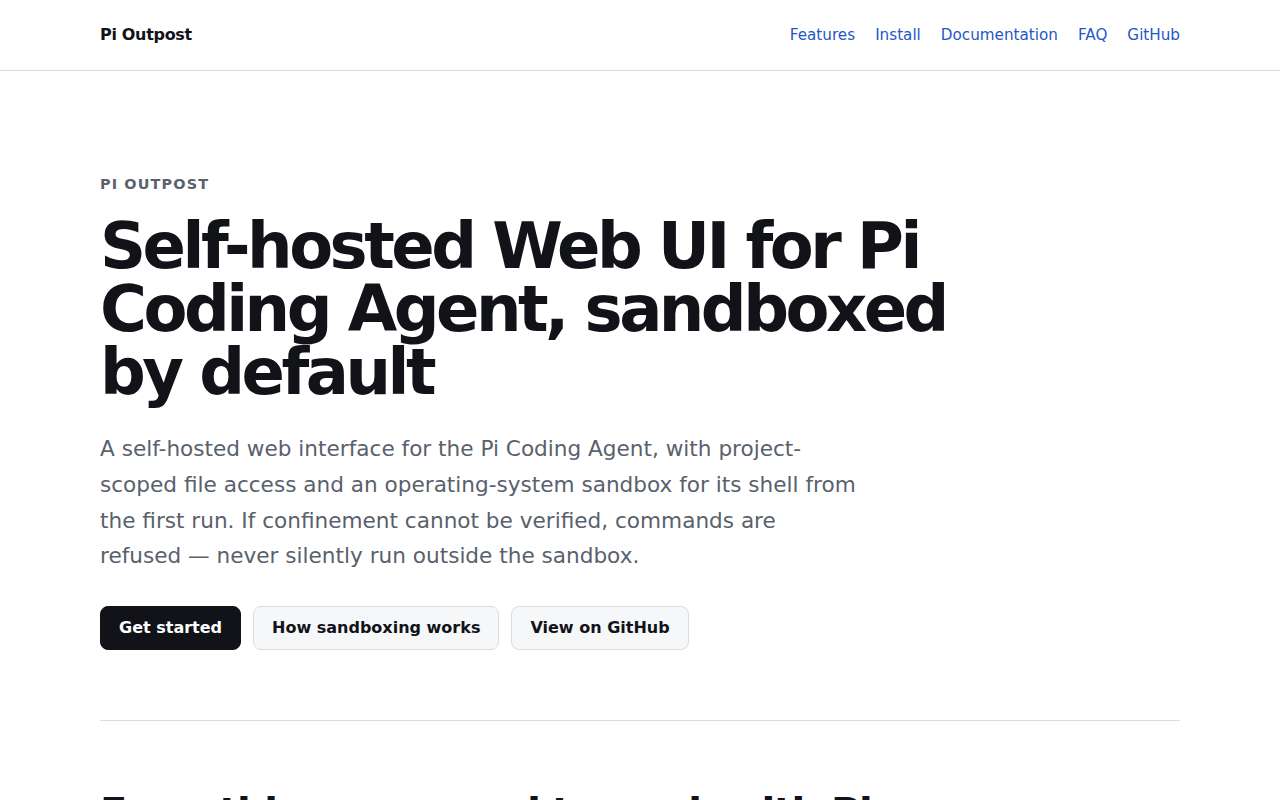 Pi Outpost
Features Install Documentation FAQ GitHub
PI OUTPOST
Self-hosted Web UI for Pi
Coding Agent, sandboxed
by default
A self-hosted web interface for the Pi Coding Agent, with project-
scoped file access and an operating-system sandbox for its shell from
the first run. If confinement cannot be verified, commands are
refused — never silently run outside the sandbox.
Get started How sandboxing works View on GitHub